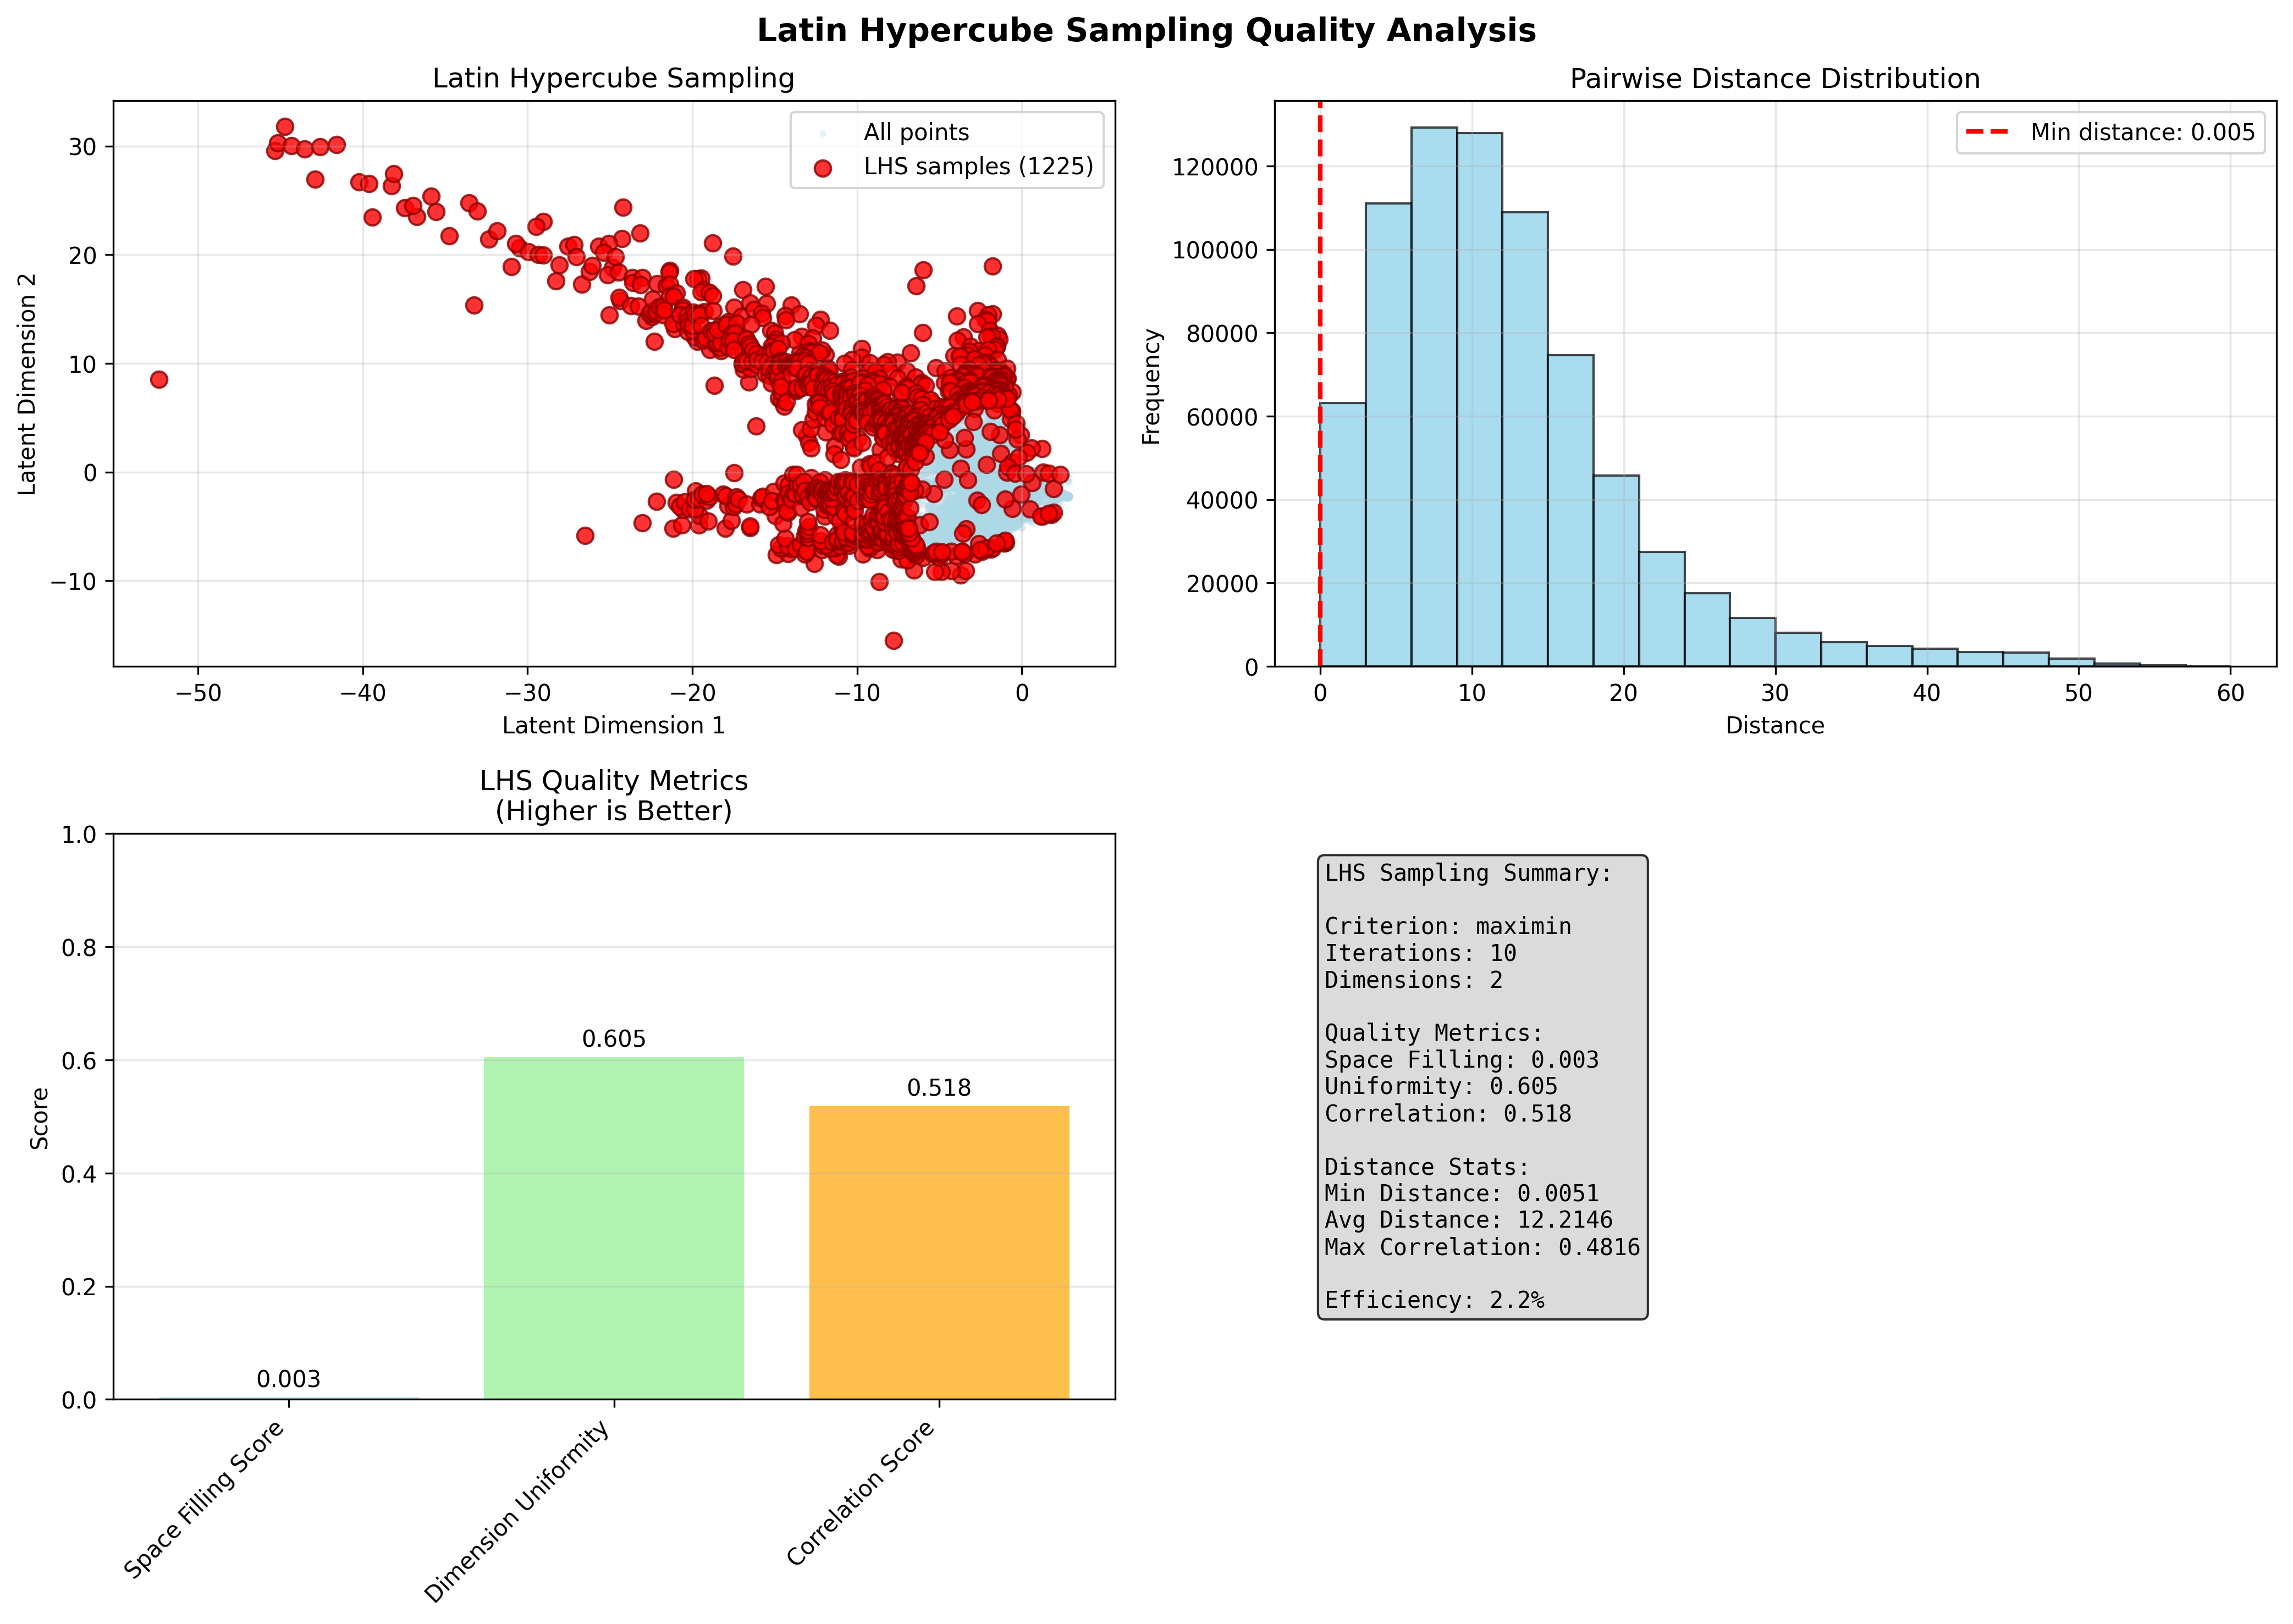 Latin Hypercube Sampling Quality Analysis
Latin Hypercube Sampling
All points
LHS samples (1225)
30
20
10
0
−10
Latent Dimension 2
−50
−40
−30
−20
−10
0
Latent Dimension 1
Pairwise Distance Distribution
Min distance: 0.005
120000
100000
80000
60000
40000
20000
0
Frequency
0
10
20
30
40
50
60
Distance
LHS Quality Metrics
(Higher is Better)
1.0
0.8
0.6
0.4
0.2
0.0
Score
0.003
0.605
0.518
Space Filling Score
Dimension Uniformity
Correlation Score
LHS Sampling Summary:
Criterion: maximin
Iterations: 10
Dimensions: 2
Quality Metrics:
Space Filling: 0.003
Uniformity: 0.605
Correlation: 0.518
Distance Stats:
Min Distance: 0.0051
Avg Distance: 12.2146
Max Correlation: 0.4816
Efficiency: 2.2%